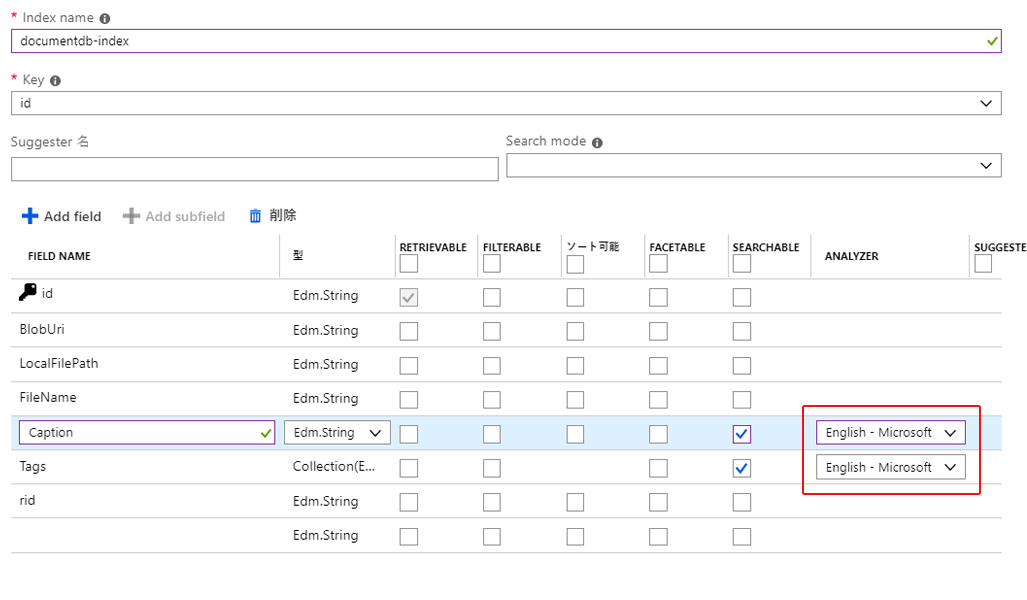 * Index name
documentdb-index
* Key
id
Suggester 名
Search mode
Add field
Add subfield
削除
FIELD NAME
型
RETRIEVABLE
FILTERABLE
ソート可能
FACETABLE
SEARCHABLE
ANALYZER
SUGGESTE
id
Edm.String
BlobUri
Edm.String
LocalFilePath
Edm.String
FileName
Edm.String
Caption
Edm.String
English - Microsoft
Tags
Collection(E...
English - Microsoft
rid
Edm.String
Edm.String